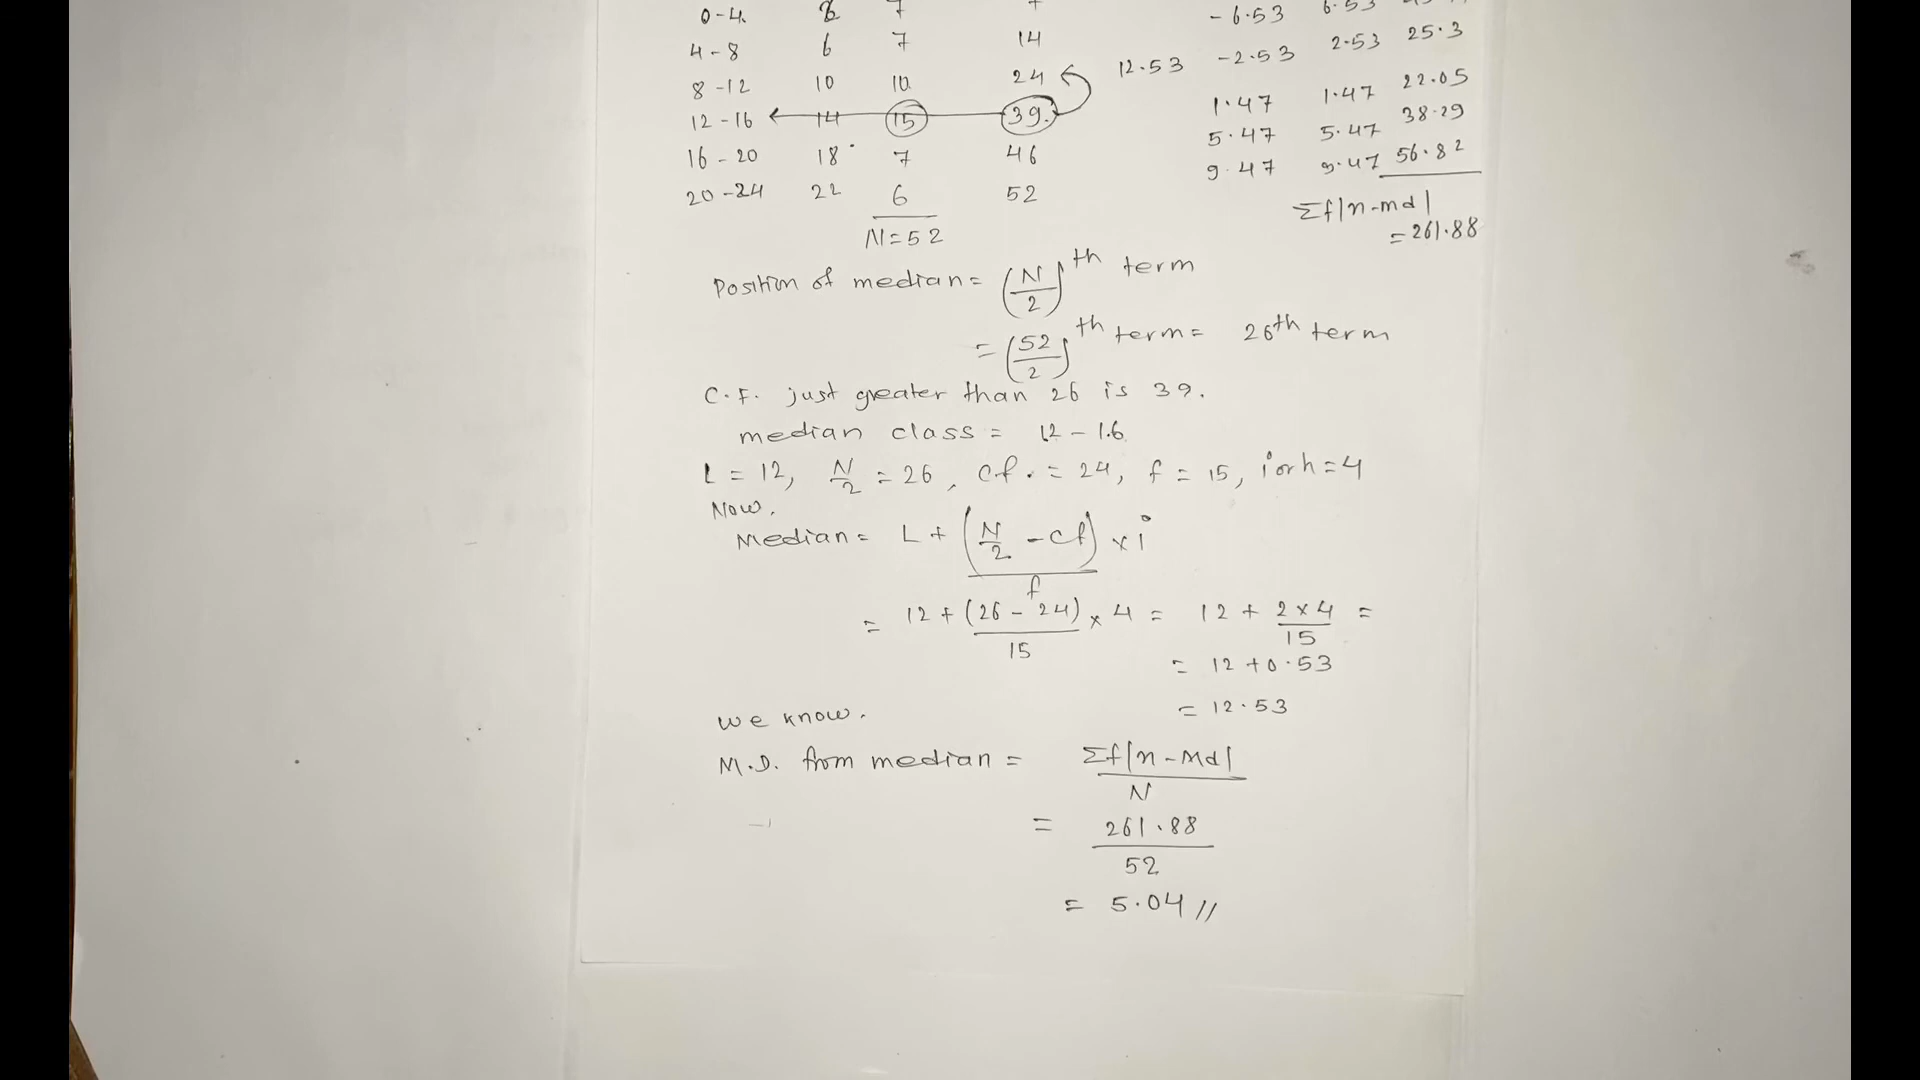 0-4 2 7 7 -6.53 6.53
4-8 6 7 14 -2.53 2.53 25.3
8-12 10 10 24 12.53 1.47 1.47 22.05
12-16 14 15 39 5.47 5.47 38.29
16-20 18 7 46 9.47 9.47 56.82
20-24 22 6 52
N=52
Σf|n-md|
=261.88
Position of median = (N/2)th term
= (52/2)th term = 26th term
C.F. just greater than 26 is 39.
median class = 12-16
L = 12, N/2 = 26, cf. = 24, f = 15, i or h = 4
Now,
Median = L + (N/2 - cf)/f × i
= 12 + (26 - 24)/15 × 4 = 12 + 2×4/15 =
= 12 + 0.53
= 12.53
we know.
M.D. from median = Σf|n-Md|/N
= 261.88/52
= 5.04//